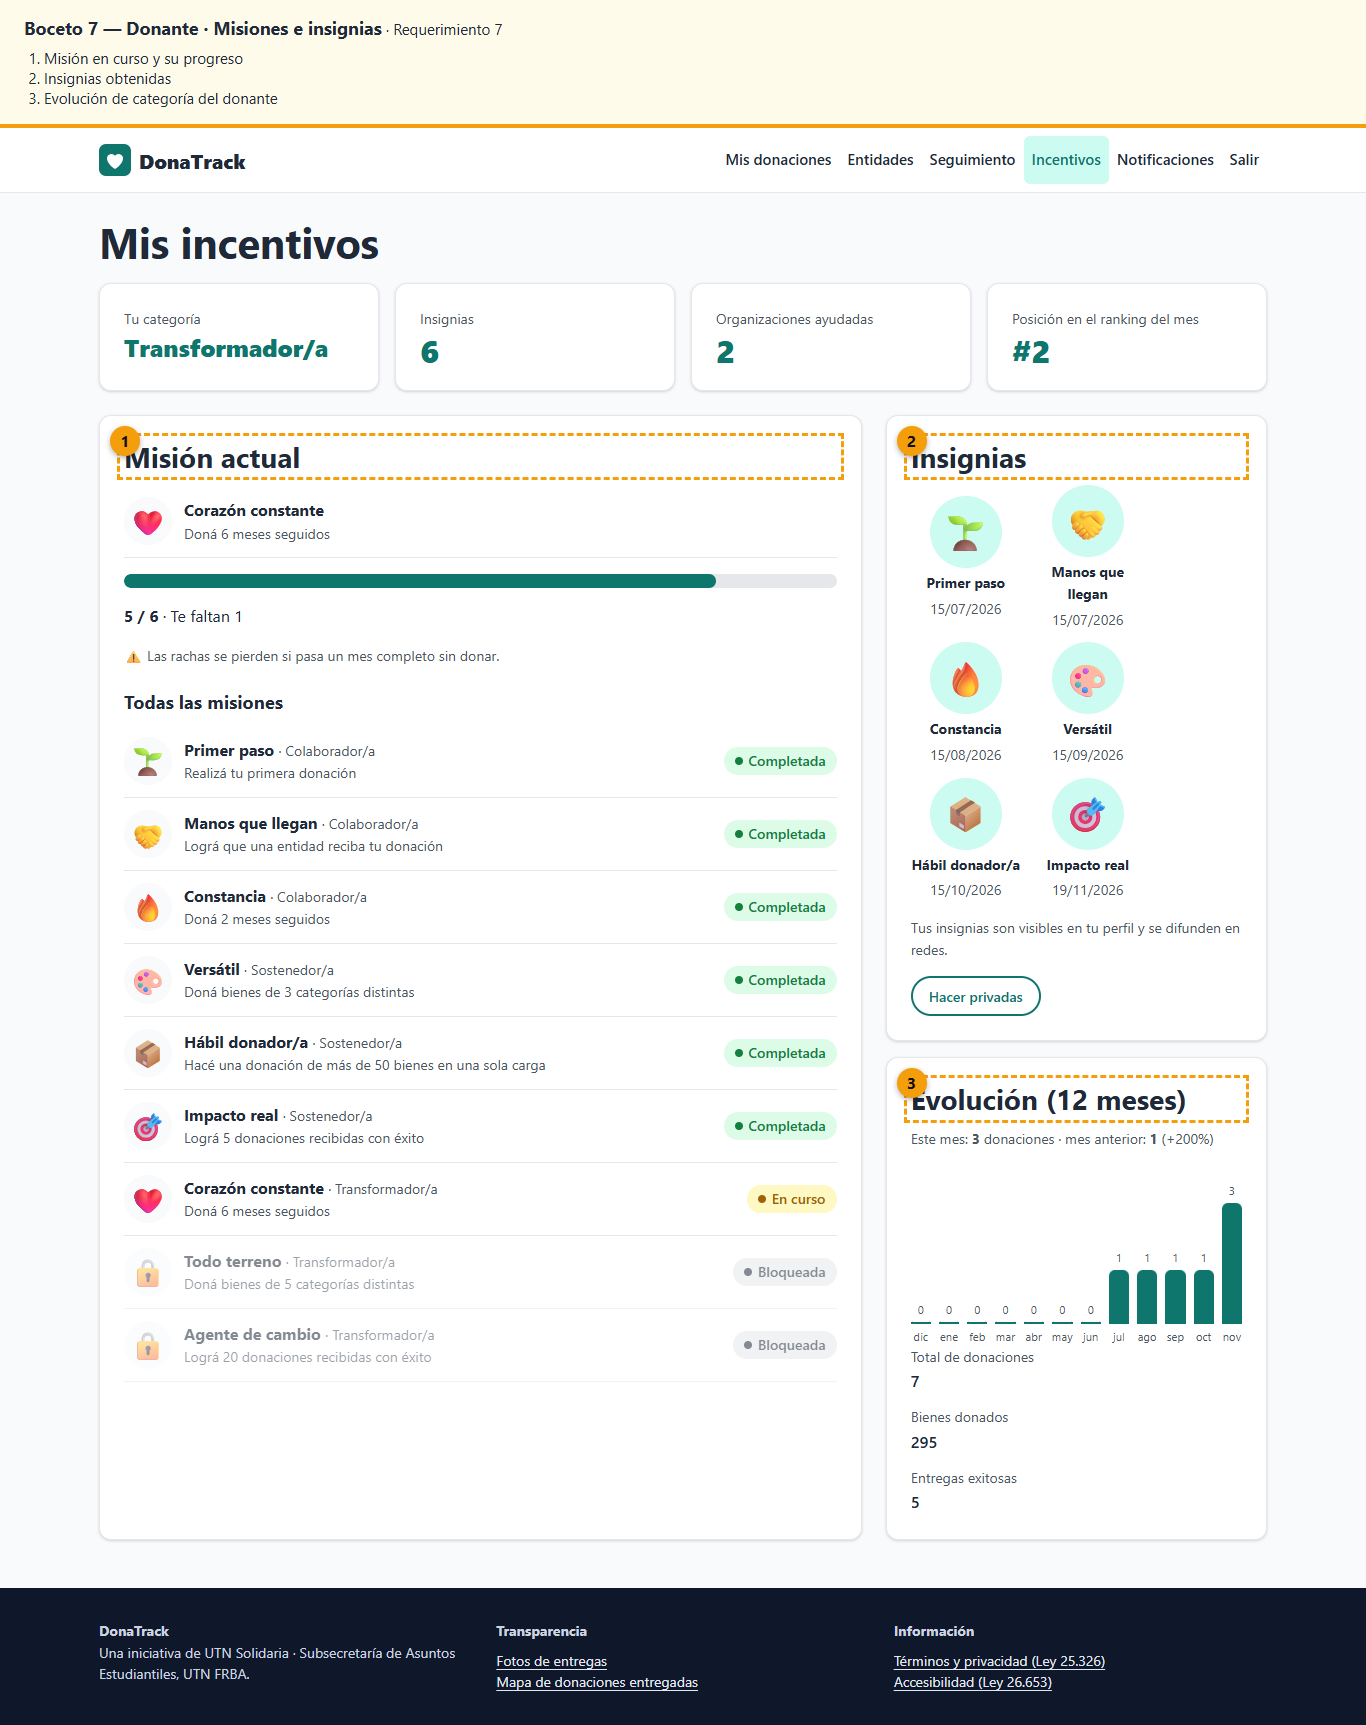 Boceto 7 — Donante · Misiones e insignias · Requerimiento 7
1. Misión en curso y su progreso
2. Insignias obtenidas
3. Evolución de categoría del donante
DonaTrack
Mis donaciones
Entidades
Seguimiento
Incentivos
Notificaciones
Salir
Mis incentivos
Tu categoría
Transformador/a
Insignias
6
Organizaciones ayudadas
2
Posición en el ranking del mes
#2
1
Misión actual
Corazón constante
Doná 6 meses seguidos
5 / 6 · Te faltan 1
Las rachas se pierden si pasa un mes completo sin donar.
Todas las misiones
Primer paso · Colaborador/a
Realizá tu primera donación
Completada
Manos que llegan · Colaborador/a
Lográ que una entidad reciba tu donación
Completada
Constancia · Colaborador/a
Doná 2 meses seguidos
Completada
Versátil · Sostenedor/a
Doná bienes de 3 categorías distintas
Completada
Hábil donador/a · Sostenedor/a
Hacé una donación de más de 50 bienes en una sola carga
Completada
Impacto real · Sostenedor/a
Lográ 5 donaciones recibidas con éxito
Completada
Corazón constante · Transformador/a
Doná 6 meses seguidos
En curso
Todo terreno · Transformador/a
Doná bienes de 5 categorías distintas
Bloqueada
Agente de cambio · Transformador/a
Lográ 20 donaciones recibidas con éxito
Bloqueada
2
Insignias
Primer paso
15/07/2026
Manos que
llegan
15/07/2026
Constancia
15/08/2026
Versátil
15/09/2026
Hábil donador/a
15/10/2026
Impacto real
19/11/2026
Tus insignias son visibles en tu perfil y se difunden en
redes.
Hacer privadas
3
Evolución (12 meses)
Este mes: 3 donaciones · mes anterior: 1 (+200%)
0 0 0 0 0 0 0 1 1 1 1 3
dic ene feb mar abr may jun jul ago sep oct nov
Total de donaciones
7
Bienes donados
295
Entregas exitosas
5
DonaTrack
Una iniciativa de UTN Solidaria · Subsecretaría de Asuntos
Estudiantiles, UTN FRBA.
Transparencia
Fotos de entregas
Mapa de donaciones entregadas
Información
Términos y privacidad (Ley 25.326)
Accesibilidad (Ley 26.653)